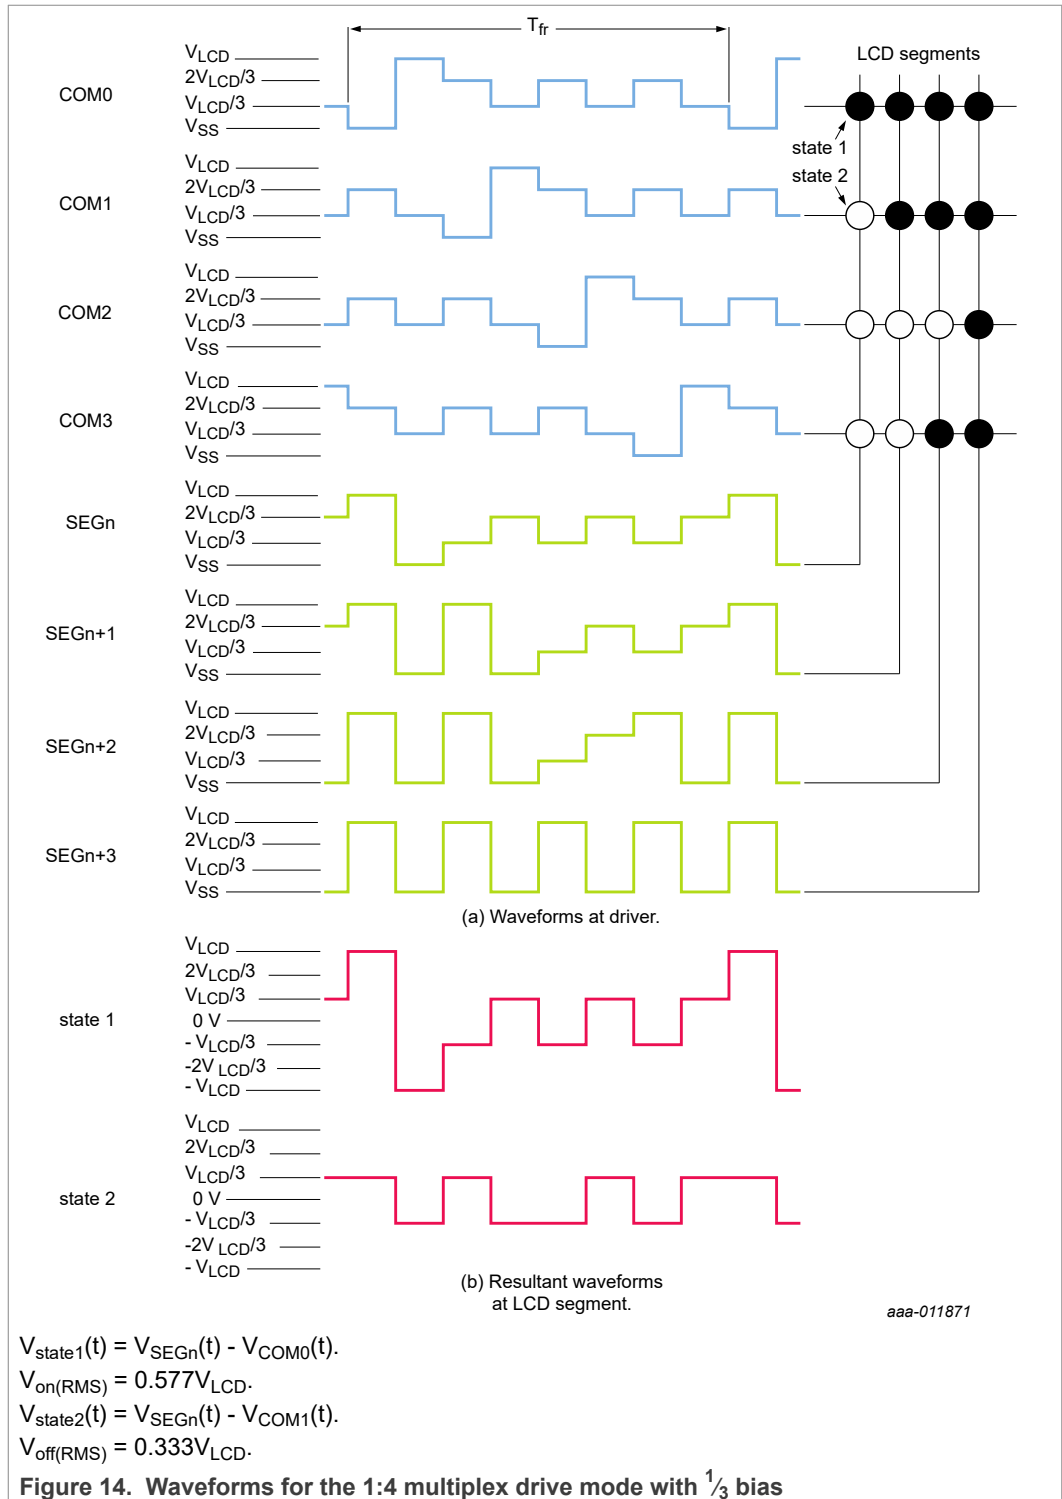 T_fr
LCD segments
COM0
V_LCD
2V_LCD/3
V_LCD/3
V_SS
state 1
state 2
COM1
V_LCD
2V_LCD/3
V_LCD/3
V_SS
COM2
V_LCD
2V_LCD/3
V_LCD/3
V_SS
COM3
V_LCD
2V_LCD/3
V_LCD/3
V_SS
SEGn
V_LCD
2V_LCD/3
V_LCD/3
V_SS
SEGn+1
V_LCD
2V_LCD/3
V_LCD/3
V_SS
SEGn+2
V_LCD
2V_LCD/3
V_LCD/3
V_SS
SEGn+3
V_LCD
2V_LCD/3
V_LCD/3
V_SS
(a) Waveforms at driver.
state 1
V_LCD
2V_LCD/3
V_LCD/3
0 V
- V_LCD/3
-2V_LCD/3
- V_LCD
state 2
V_LCD
2V_LCD/3
V_LCD/3
0 V
- V_LCD/3
-2V_LCD/3
- V_LCD
(b) Resultant waveforms
at LCD segment.
aaa-011871
V_state1(t) = V_SEGn(t) - V_COM0(t).
V_on(RMS) = 0.577V_LCD.
V_state2(t) = V_SEGn(t) - V_COM1(t).
V_off(RMS) = 0.333V_LCD.
Figure 14. Waveforms for the 1:4 multiplex drive mode with 1/3 bias